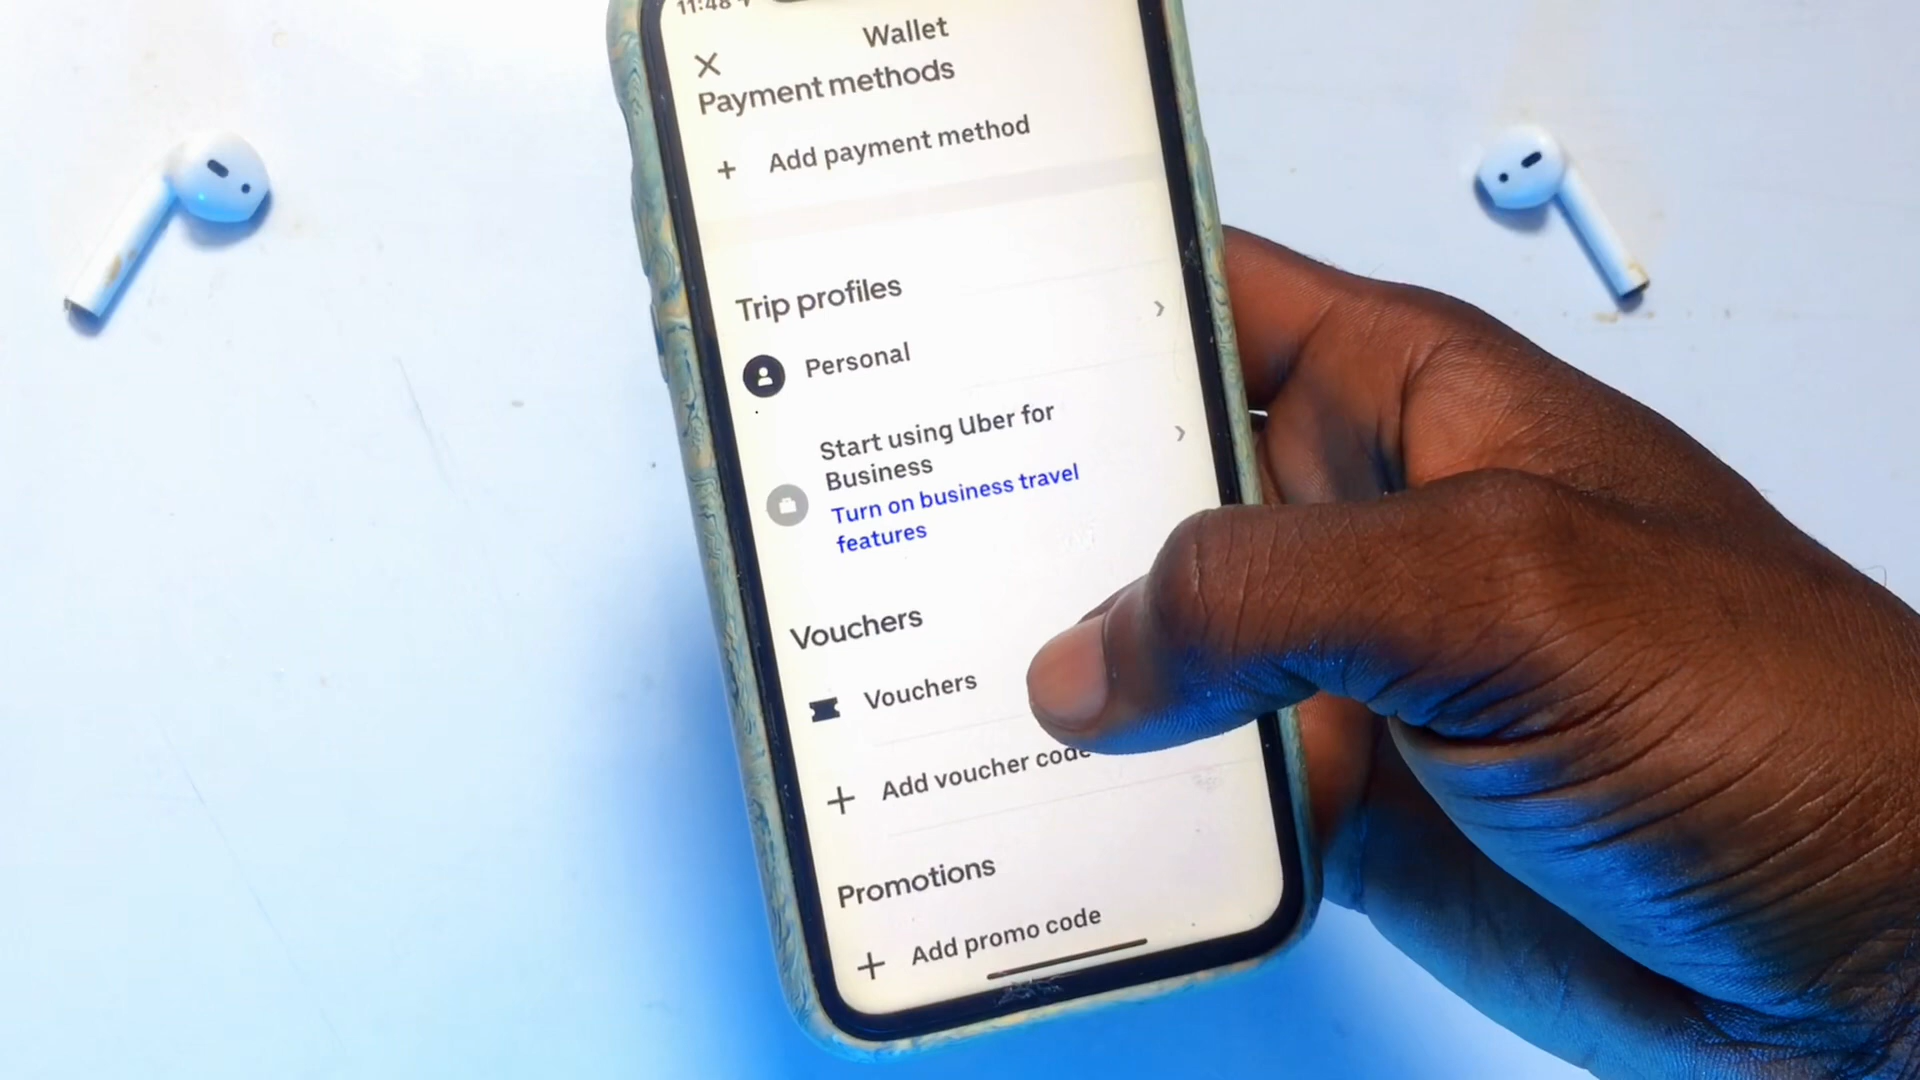 11:48
Wallet
Payment methods
Add payment method
Trip profiles
Personal
Start using Uber for
Business
Turn on business travel
features
Vouchers
Vouchers
Add voucher code
Promotions
Add promo code